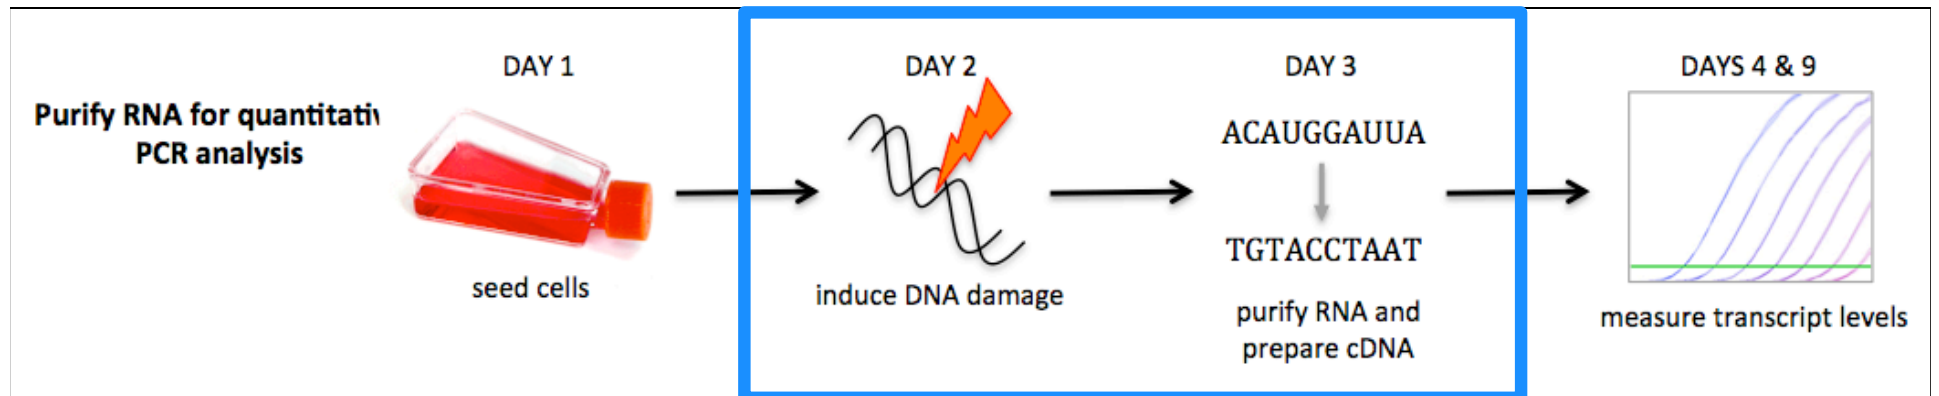 Purify RNA for quantitativ
PCR analysis
DAY 1
seed cells
DAY 2
induce DNA damage
DAY 3
ACAUGGAUUA
TGTACCTAAT
purify RNA and
prepare cDNA
DAYS 4 & 9
measure transcript levels